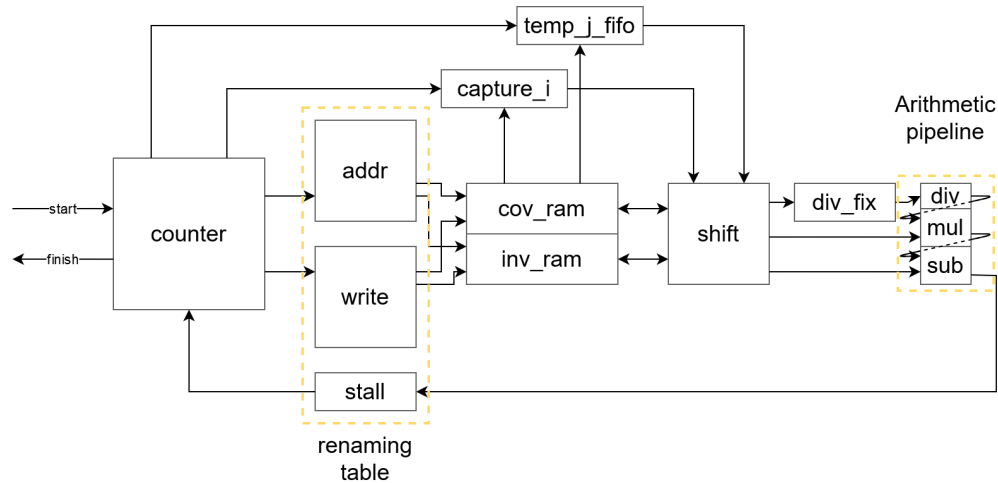 temp_j_fifo
capture_i
Arithmetic
pipeline
addr
cov_ram
div_fix
div
start
counter
shift
mul
finish
write
inv_ram
sub
stall
renaming
table